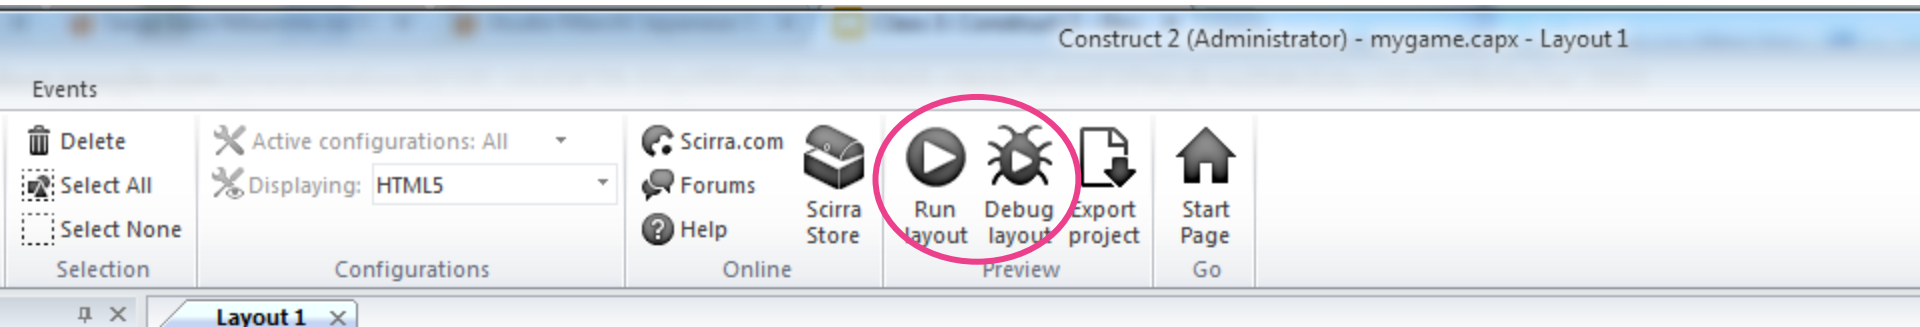 Construct 2 (Administrator) - mygame.capx - Layout 1
Events
Delete
Select All
Select None
Selection
Active configurations: All
Displaying: HTML5
Configurations
Scirra.com
Forums
Help
Scirra
Store
Online
Run
layout
Debug
layout
Export
project
Preview
Start
Page
Go
Layout 1